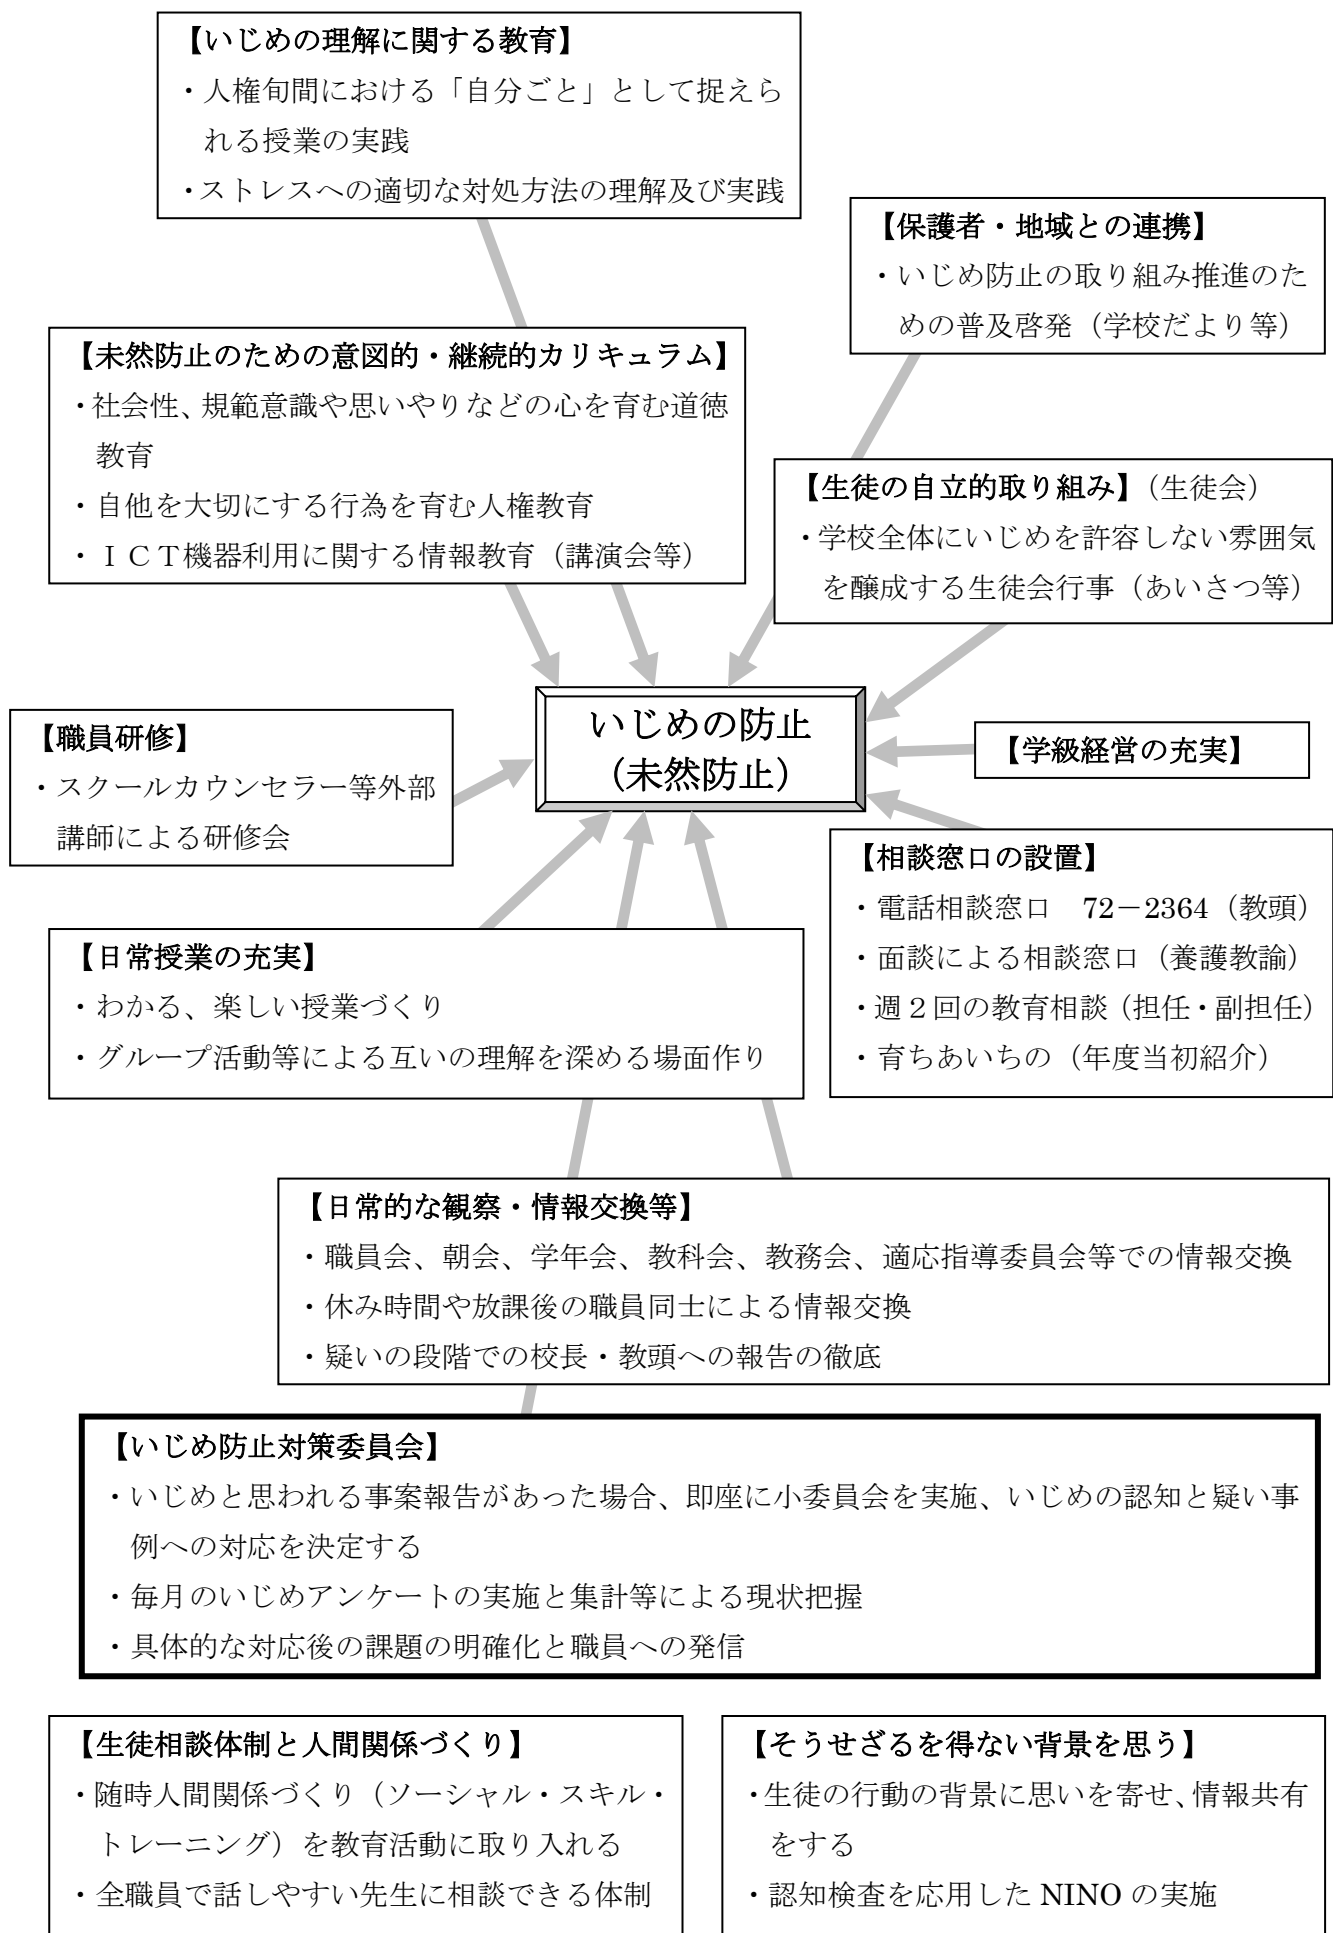 【いじめの理解に関する教育】
・人権旬間における「自分ごと」として捉えら
れる授業の実践
・ストレスへの適切な対処方法の理解及び実践
【保護者・地域との連携】
・いじめ防止の取り組み推進のた
めの普及啓発（学校だより等）
【未然防止のための意図的・継続的カリキュラム】
・社会性、規範意識や思いやりなどの心を育む道徳
教育
・自他を大切にする行為を育む人権教育
・ＩＣＴ機器利用に関する情報教育（講演会等）
【生徒の自立的取り組み】（生徒会）
・学校全体にいじめを許容しない雰囲気
を醸成する生徒会行事（あいさつ等）
いじめの防止
（未然防止）
【職員研修】
・スクールカウンセラー等外部
講師による研修会
【学級経営の充実】
【相談窓口の設置】
・電話相談窓口　72－2364（教頭）
・面談による相談窓口（養護教諭）
・週２回の教育相談（担任・副担任）
・育ちあいちの（年度当初紹介）
【日常授業の充実】
・わかる、楽しい授業づくり
・グループ活動等による互いの理解を深める場面作り
【日常的な観察・情報交換等】
・職員会、朝会、学年会、教科会、教務会、適応指導委員会等での情報交換
・休み時間や放課後の職員同士による情報交換
・疑いの段階での校長・教頭への報告の徹底
【いじめ防止対策委員会】
・いじめと思われる事案報告があった場合、即座に小委員会を実施、いじめの認知と疑い事
例への対応を決定する
・毎月のいじめアンケートの実施と集計等による現状把握
・具体的な対応後の課題の明確化と職員への発信
【生徒相談体制と人間関係づくり】
・随時人間関係づくり（ソーシャル・スキル・
トレーニング）を教育活動に取り入れる
・全職員で話しやすい先生に相談できる体制
【そうせざるを得ない背景を思う】
・生徒の行動の背景に思いを寄せ、情報共有
をする
・認知検査を応用した NINO の実施